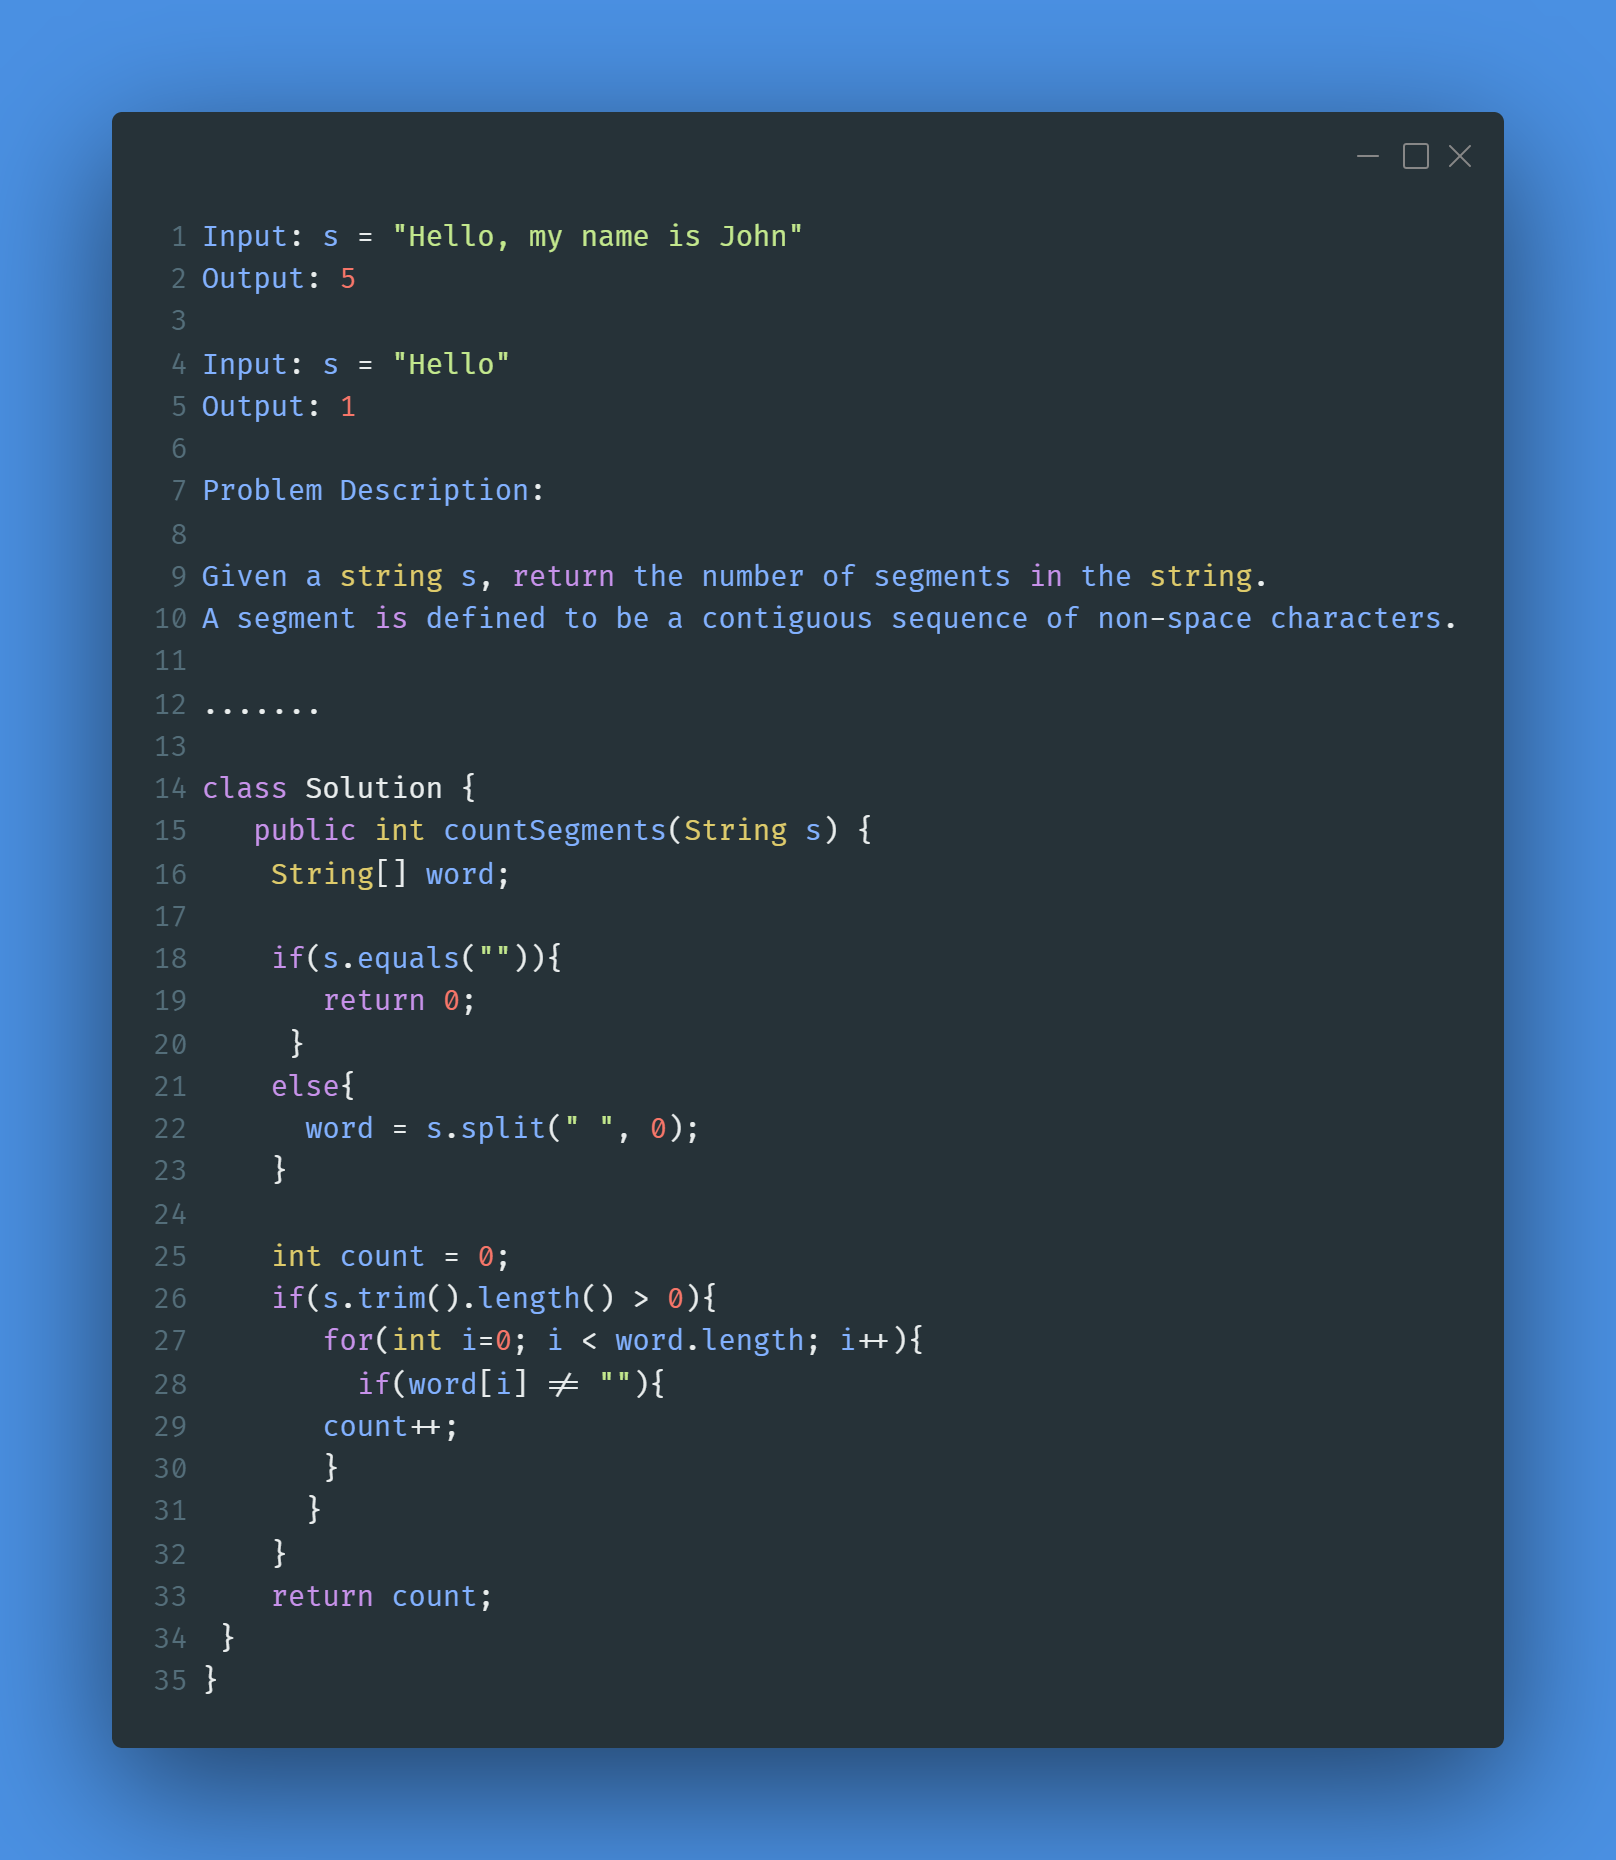 1 Input: s = "Hello, my name is John"
2 Output: 5
3
4 Input: s = "Hello"
5 Output: 1
6
7 Problem Description:
8
9 Given a string s, return the number of segments in the string.
10 A segment is defined to be a contiguous sequence of non-space characters.
11
12 .......
13
14 class Solution {
15    public int countSegments(String s) {
16     String[] word;
17
18     if(s.equals("")){
19        return 0;
20      }
21     else{
22       word = s.split(" ", 0);
23     }
24
25     int count = 0;
26     if(s.trim().length() > 0){
27        for(int i=0; i < word.length; i++){
28          if(word[i] != ""){
29        count++;
30        }
31       }
32     }
33     return count;
34  }
35 }